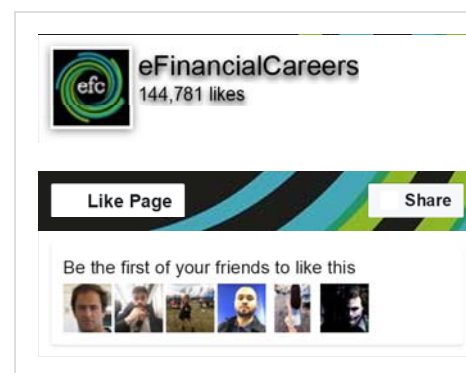 efc
eFinancialCareers
144,781 likes
Like Page
Share
Be the first of your friends to like this